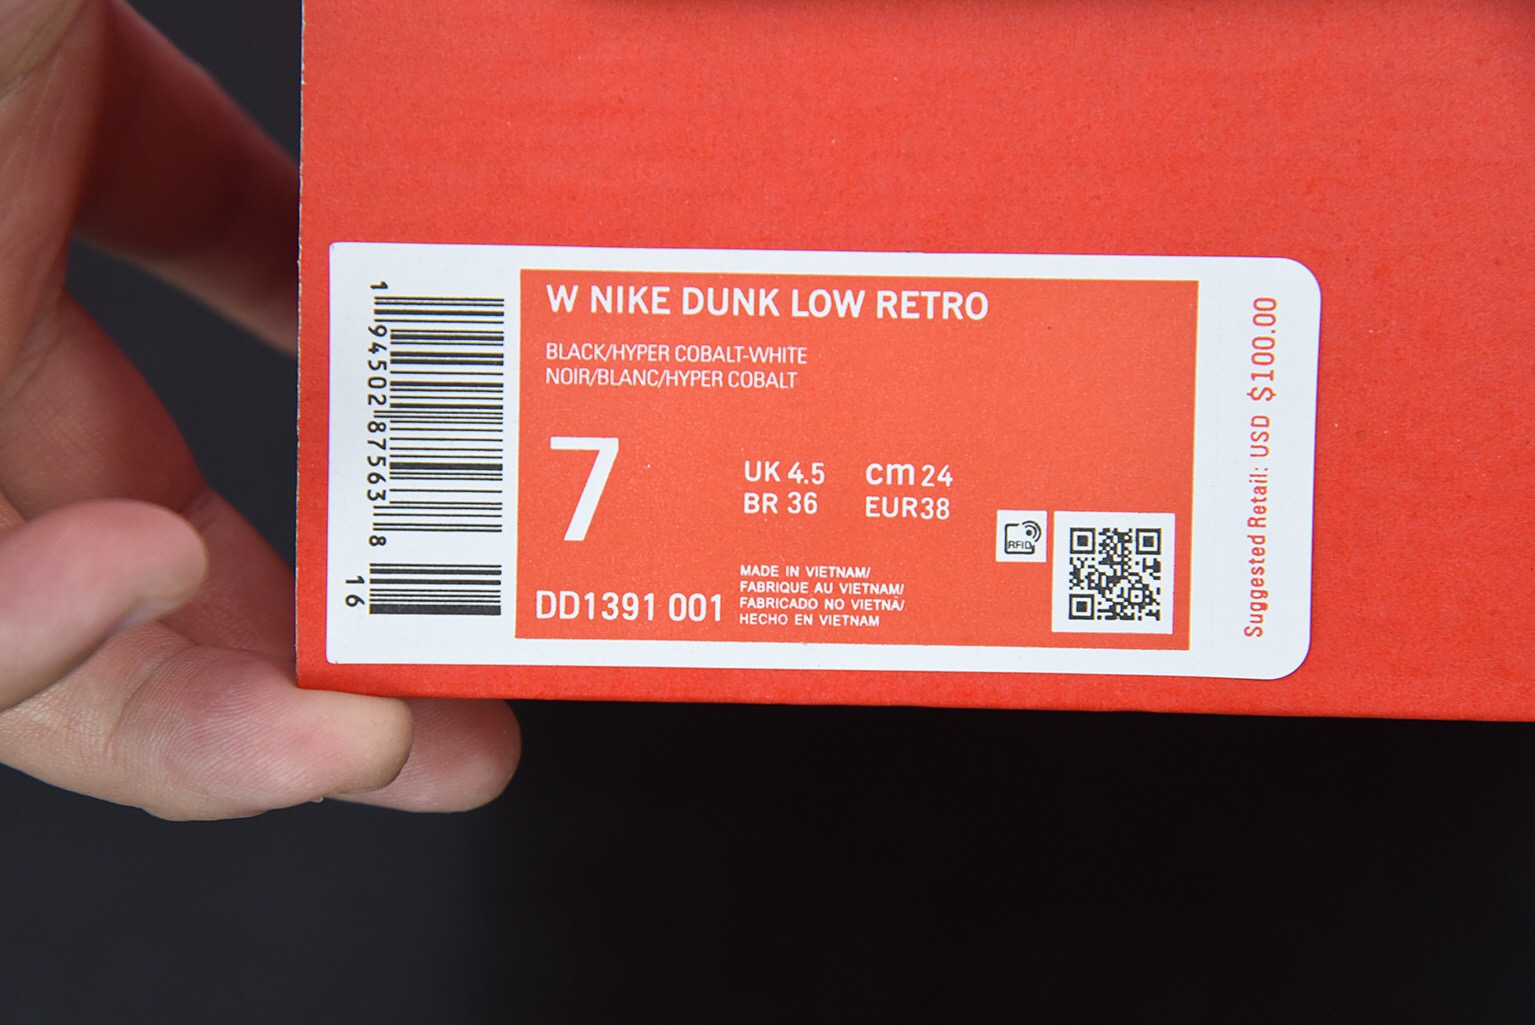 1 94502 87563 8
16
W NIKE DUNK LOW RETRO
BLACK/HYPER COBALT-WHITE
NOIR/BLANC/HYPER COBALT
7
UK 4.5 cm 24
BR 36 EUR38
DD1391 001
MADE IN VIETNAM/
FABRIQUE AU VIETNAM/
FABRICADO NO VIETNÃ/
HECHO EN VIETNAM
RFID
Suggested Retail: USD $100.00